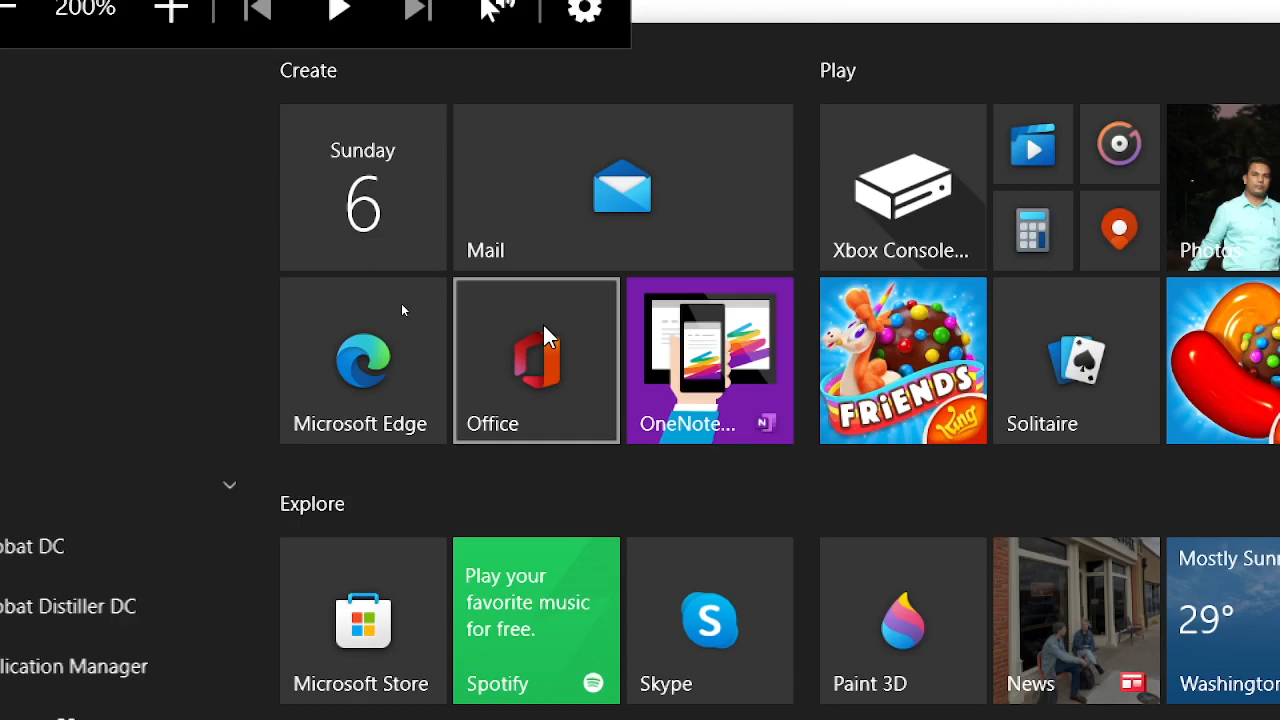 200%
Create
Play
Sunday
6
Mail
Xbox Console...
Photos
Microsoft Edge
Office
OneNote...
N
FRiENDS
King
Solitaire
Explore
obat DC
obat Distiller DC
lication Manager
Play your
favorite music
for free.
Microsoft Store
Spotify
S
Skype
Paint 3D
News
Mostly Sunn
29°
Washington